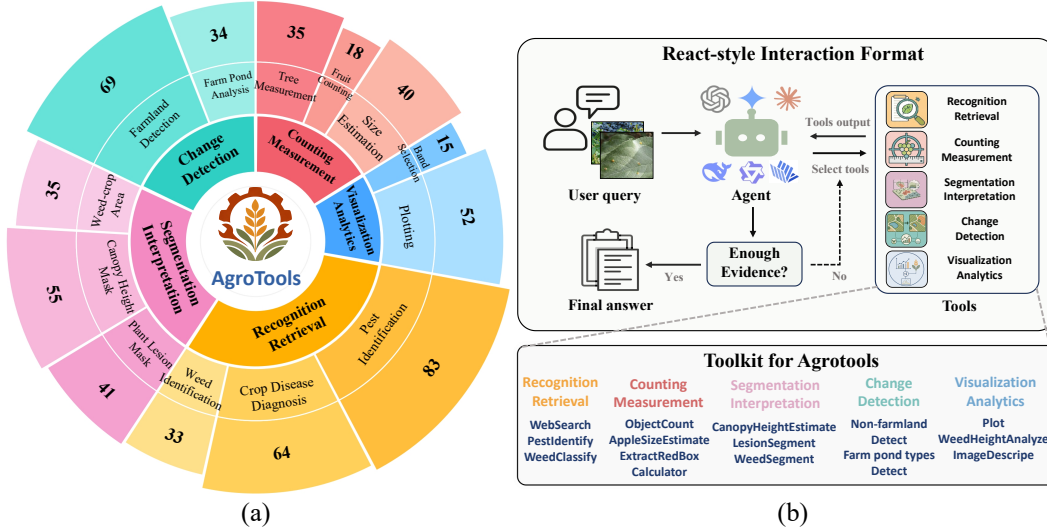 34
35
18
40
15
52
83
64
33
41
55
35
69
Farm Pond
Analysis
Tree
Measurement
Fruit
Counting
Size
Estimation
Band
Selection
Plotting
Pest
Identification
Crop Disease
Diagnosis
Weed
Identification
Plant Lesion
Mask
Canopy Height
Mask
Weed-crop
Area
Farmland
Detection
Change
Detection
Counting
Measurement
Visualization
Analytics
Recognition
Retrieval
Segmentation
Interpretation
AgroTools
(a)
React-style Interaction Format
User query
Agent
Tools output
Select tools
Enough
Evidence?
Yes
No
Final answer
Recognition
Retrieval
Counting
Measurement
Segmentation
Interpretation
Change
Detection
Visualization
Analytics
Tools
Toolkit for Agrotools
Recognition
Retrieval
WebSearch
PestIdentify
WeedClassify
Counting
Measurement
ObjectCount
AppleSizeEstimate
ExtractRedBox
Calculator
Segmentation
Interpretation
CanopyHeightEstimate
LesionSegment
WeedSegment
Change
Detection
Non-farmland
Detect
Farm pond types
Detect
Visualization
Analytics
Plot
WeedHeightAnalyze
ImageDescripe
(b)